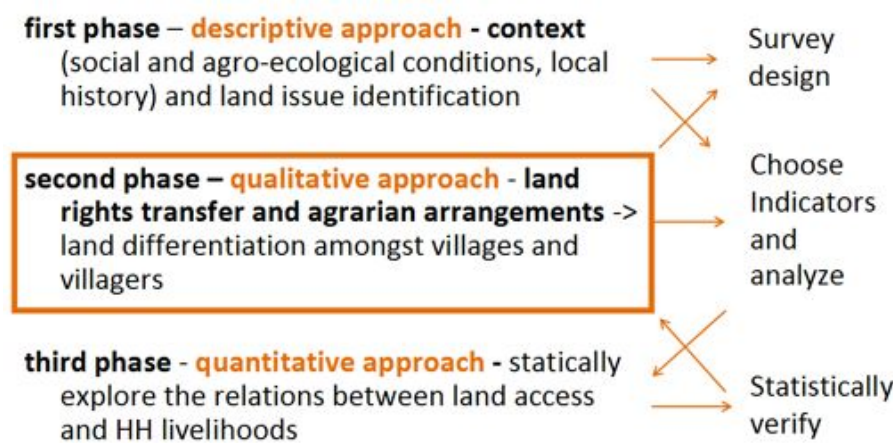 first phase – descriptive approach - context
(social and agro-ecological conditions, local
history) and land issue identification
Survey
design
second phase – qualitative approach - land
rights transfer and agrarian arrangements ->
land differentiation amongst villages and
villagers
Choose
Indicators
and
analyze
third phase - quantitative approach - statically
explore the relations between land access
and HH livelihoods
Statistically
verify